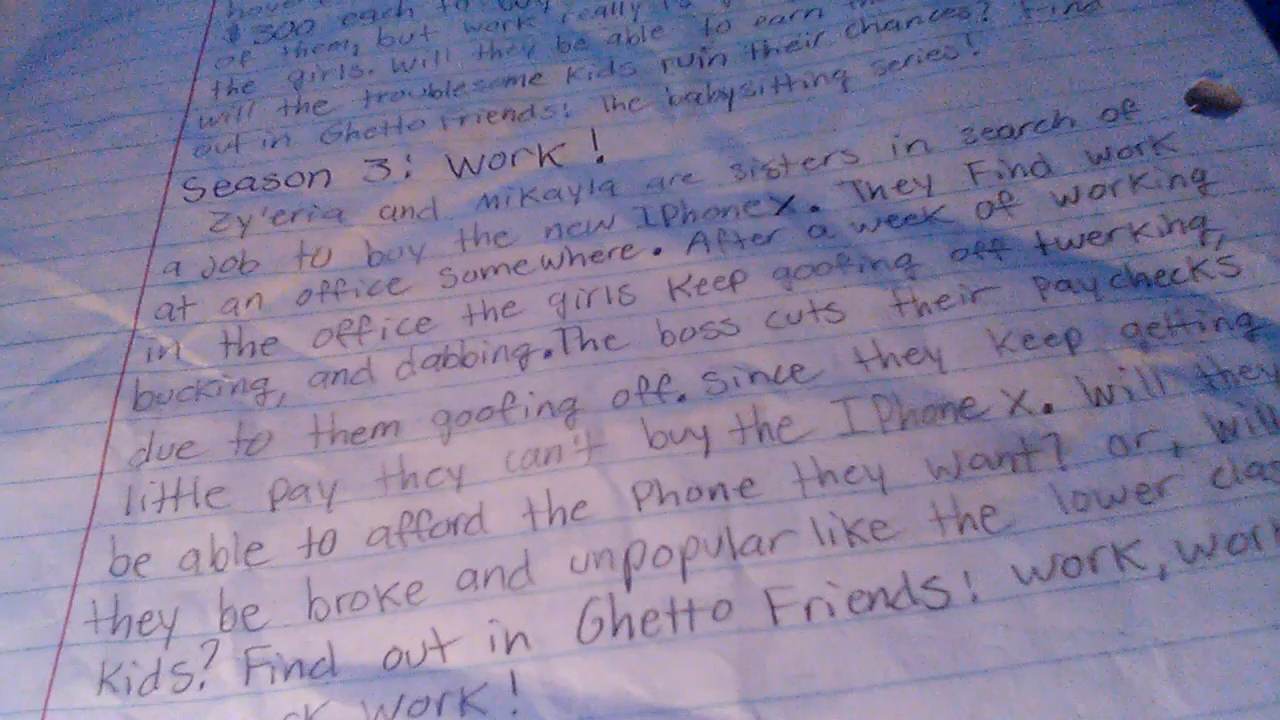 have
$300 each to buy
of them, but work really
the girls. Will they be able to earn
will the troublesome kids ruin their chances? Find
out in Ghetto Friends: The babysitting series!
Season 3: Work!
Zy'eria and Mikayla are sisters in search of
a job to buy the new IPhoneX. They Find work
at an office somewhere. After a week of working
in the office the girls keep goofing off twerking,
bucking, and dabbing. The boss cuts their paychecks
due to them goofing off. Since they keep getting
little pay they can't buy the IPhone X. Will they
be able to afford the Phone they want? or, will
they be broke and unpopular like the lower clas
kids? Find out in Ghetto Friends: Work, Work
Work!